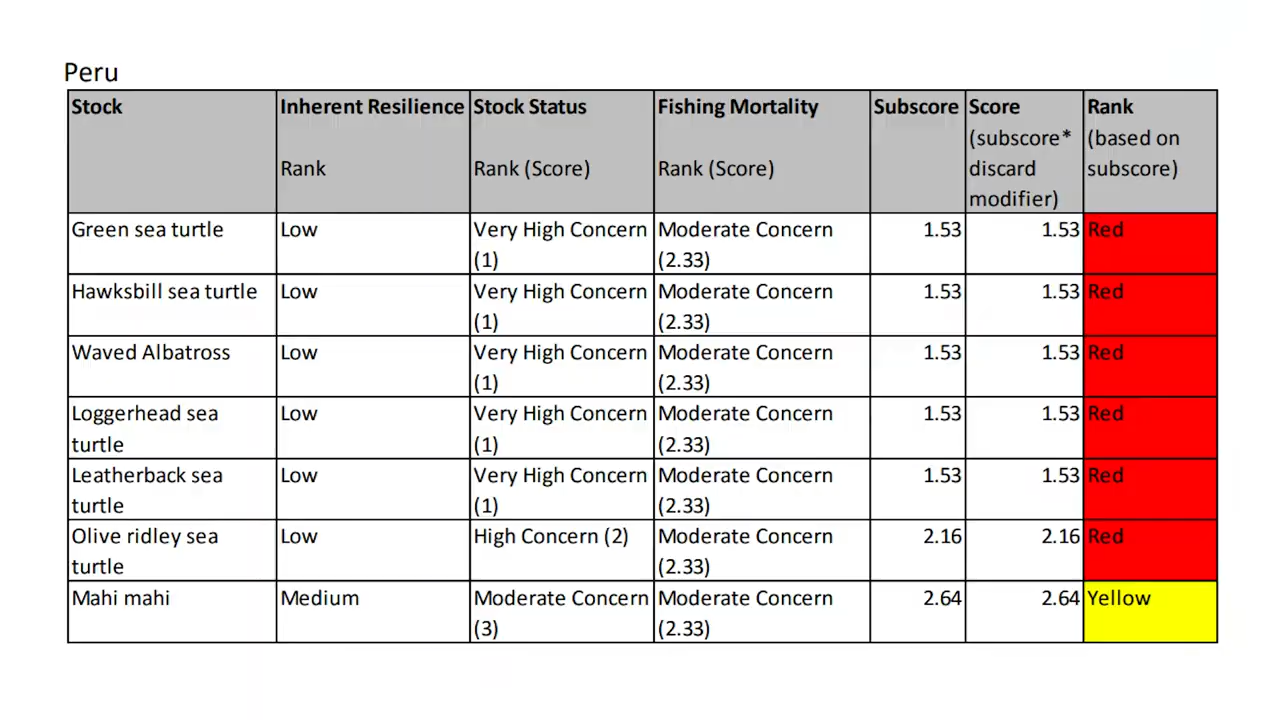 Peru
Stock Inherent Resilience Stock Status Fishing Mortality Subscore Score Rank
(subscore* (based on
Rank Rank (Score) Rank (Score) discard subscore)
modifier)
Green sea turtle Low Very High Concern Moderate Concern 1.53 1.53 Red
(1) (2.33)
Hawksbill sea turtle Low Very High Concern Moderate Concern 1.53 1.53 Red
(1) (2.33)
Waved Albatross Low Very High Concern Moderate Concern 1.53 1.53 Red
(1) (2.33)
Loggerhead sea Low Very High Concern Moderate Concern 1.53 1.53 Red
turtle (1) (2.33)
Leatherback sea Low Very High Concern Moderate Concern 1.53 1.53 Red
turtle (1) (2.33)
Olive ridley sea Low High Concern (2) Moderate Concern 2.16 2.16 Red
turtle (2.33)
Mahi mahi Medium Moderate Concern Moderate Concern 2.64 2.64 Yellow
(3) (2.33)